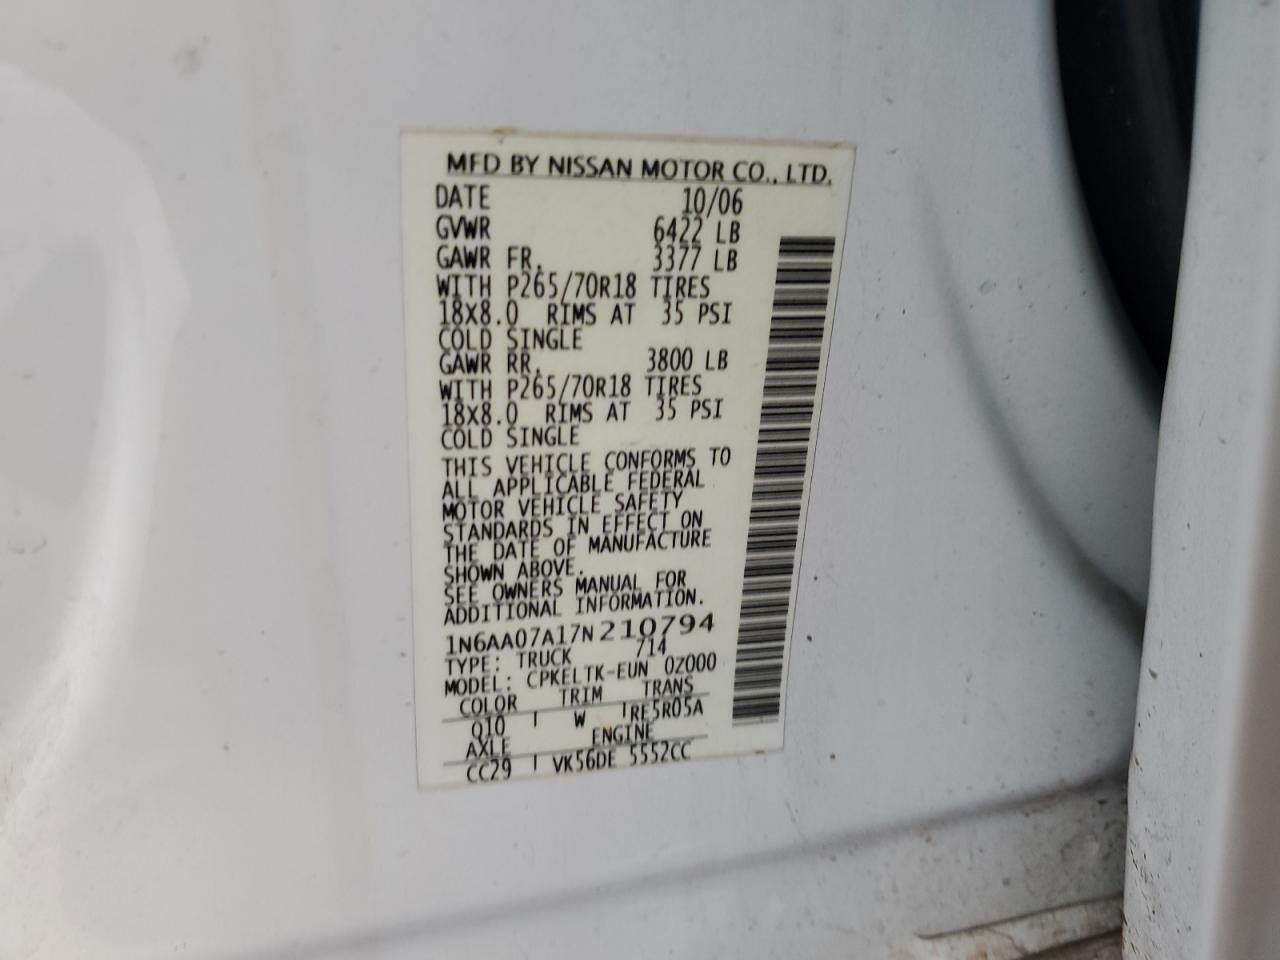 MFD BY NISSAN MOTOR CO., LTD.
DATE 10/06
GVWR 6422 LB
GAWR FR. 3377 LB
WITH P265/70R18 TIRES
18X8.0 RIMS AT 35 PSI
COLD SINGLE
GAWR RR. 3800 LB
WITH P265/70R18 TIRES
18X8.0 RIMS AT 35 PSI
COLD SINGLE
THIS VEHICLE CONFORMS TO
ALL APPLICABLE FEDERAL
MOTOR VEHICLE SAFETY
STANDARDS IN EFFECT ON
THE DATE OF MANUFACTURE
SHOWN ABOVE.
SEE OWNERS MANUAL FOR
ADDITIONAL INFORMATION.
1N6AA07A17N210794
TYPE: TRUCK 714
MODEL: CPKELTK-EUN 0Z000
COLOR TRIM TRANS
Q10 W RE5R05A
AXLE ENGINE
CC29 VK56DE 5552CC